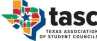 tasc
TEXAS ASSOCIATION
OF STUDENT COUNCILS